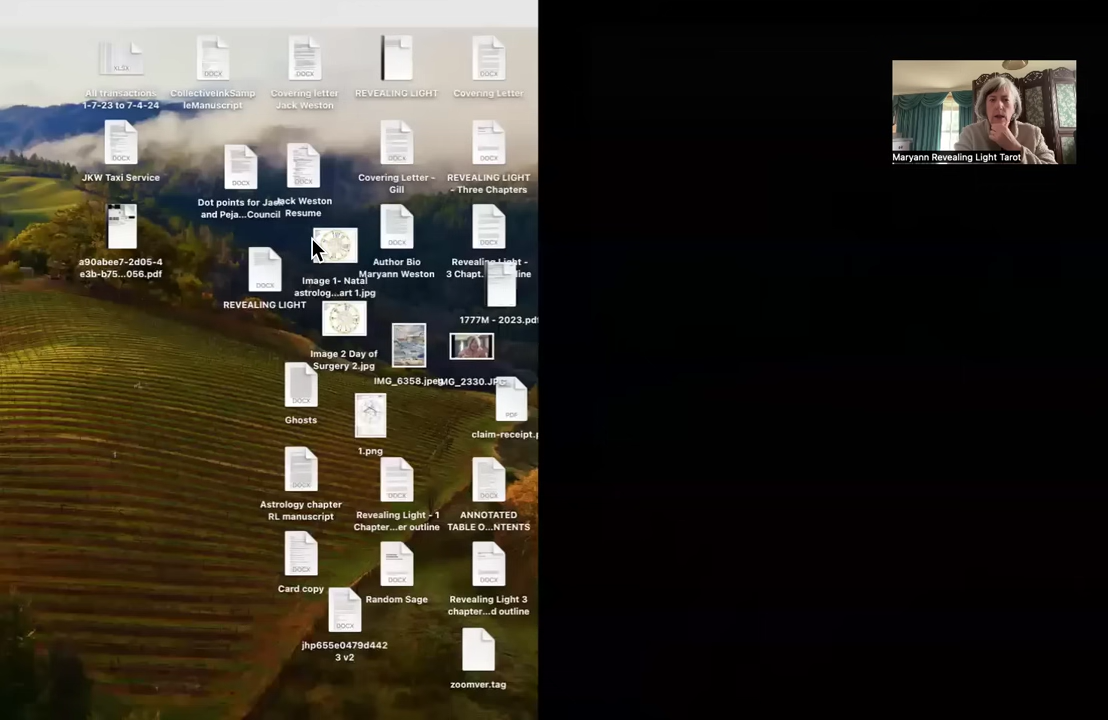 XLSX
All transactions
1-7-23 to 7-4-24
DOCX
CollectiveinkSamp
leManuscript
DOCX
Covering letter
Jack Weston
REVEALING LIGHT
DOCX
Covering Letter
DOCX
JKW Taxi Service
DOCX
Dot points for Jack
and Peja...Council
DOCX
Jack Weston
Resume
DOCX
Covering Letter -
Gill
DOCX
REVEALING LIGHT
- Three Chapters
a90abee7-2d05-4
e3b-b75...056.pdf
DOCX
REVEALING LIGHT
Image 1- Natal
astrolog...art 1.jpg
DOCX
Author Bio
Maryann Weston
DOCX
Revealing Light -
3 Chapt...line
1777M - 2023.pdf
Image 2 Day of
Surgery 2.jpg
IMG_6358.jpeg
IMG_2330.JPG
DOCX
Ghosts
1.png
PDF
claim-receipt.p
DOCX
Astrology chapter
RL manuscript
DOCX
Revealing Light - 1
Chapter...er outline
DOCX
ANNOTATED
TABLE O...NTENTS
DOCX
Card copy
DOCX
Random Sage
DOCX
Revealing Light 3
chapter...d outline
DOCX
jhp655e0479d442
3 v2
zoomver.tag
Maryann Revealing Light Tarot